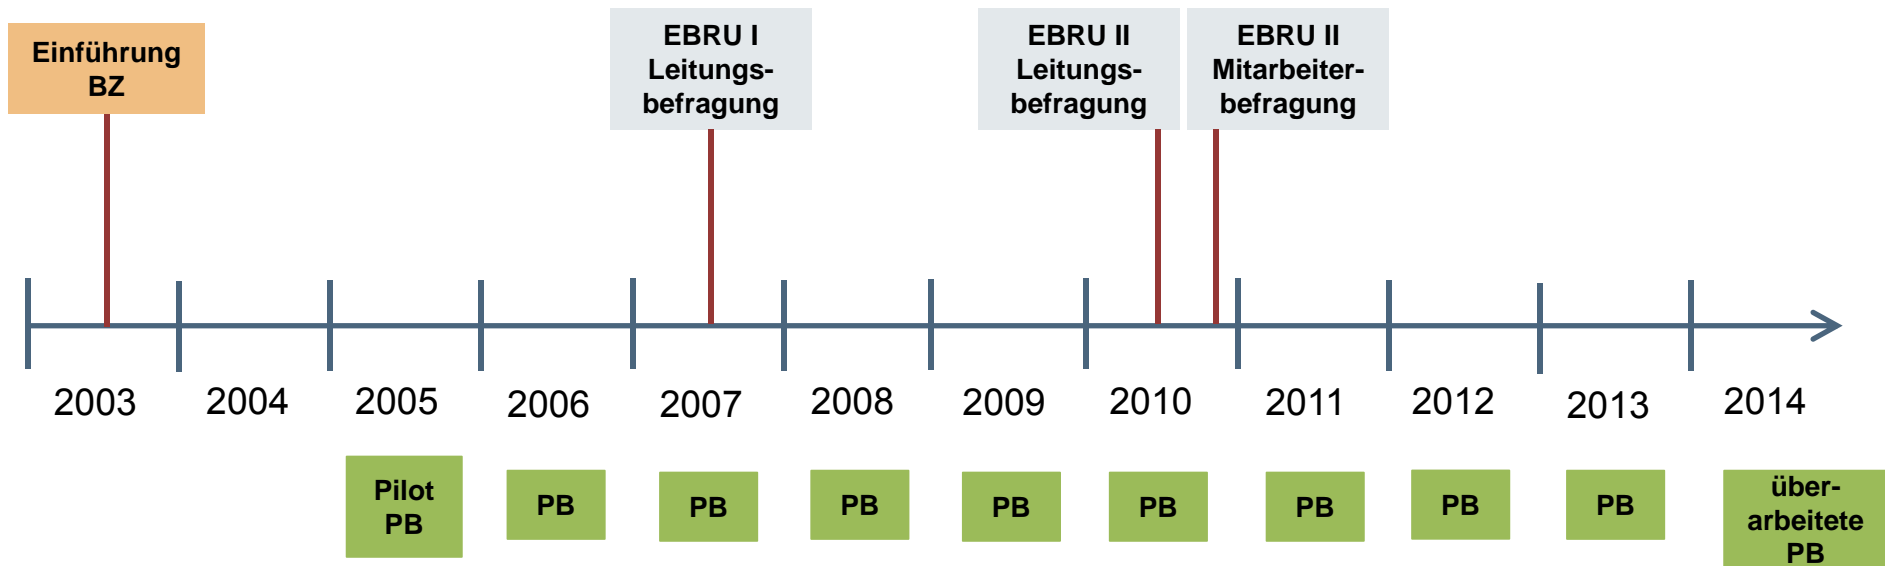 Einführung
BZ
EBRU I
Leitungs-
befragung
EBRU II
Leitungs-
befragung
EBRU II
Mitarbeiter-
befragung
2003 2004 2005 2006 2007 2008 2009 2010 2011 2012 2013 2014
Pilot
PB
PB
PB
PB
PB
PB
PB
PB
PB
über-
arbeitete
PB